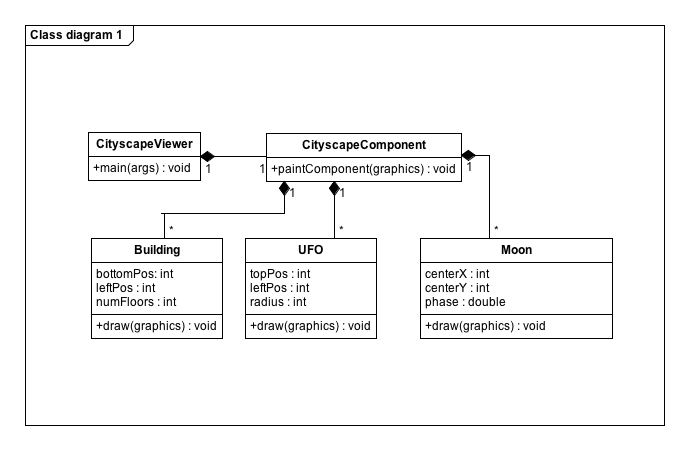 Class diagram 1
CityscapeViewer
+main(args) : void
1
1
CityscapeComponent
+paintComponent(graphics) : void
1
1
1
*
*
*
Building
bottomPos: int
leftPos : int
numFloors : int
+draw(graphics) : void
UFO
topPos : int
leftPos : int
radius : int
+draw(graphics) : void
Moon
centerX : int
centerY : int
phase : double
+draw(graphics) : void